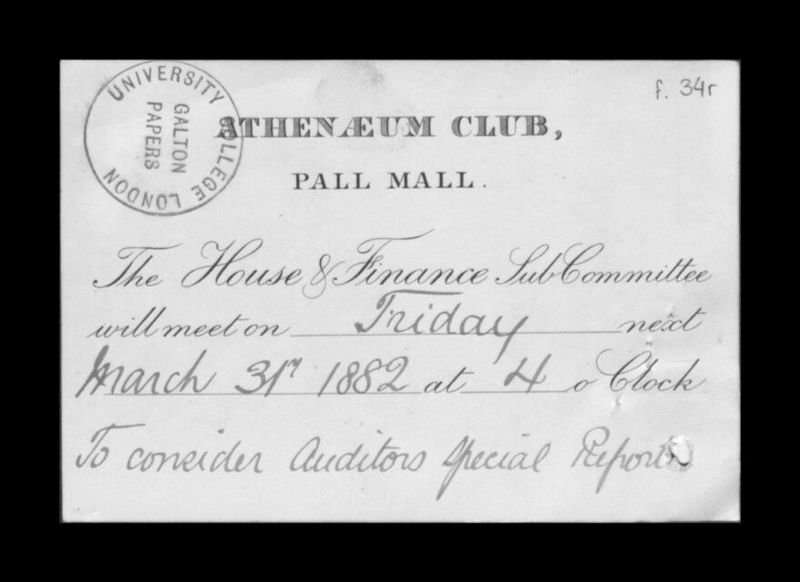 UNIVERSITY COLLEGE LONDON
GALTON
PAPERS
f. 34r
ATHENÆUM CLUB,
PALL MALL.
The House & Finance Sub Committee
will meet on Friday next
March 31st 1882 at 4 o Clock
To consider Auditors Special Report